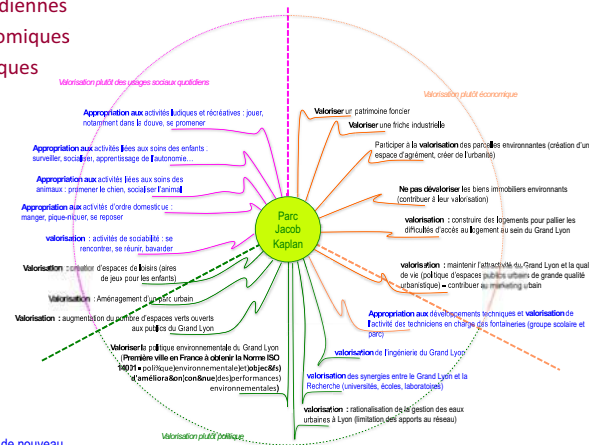 diennes
omiques
ques
Valorisation plutôt des usages sociaux quotidiens
Appropriation aux activités ludiques et récréatives : jouer,
notamment dans la douve, se promener
Appropriation aux activités liées aux soins des enfants :
surveiller, socialiser, apprentissage de l'autonomie…
Appropriation aux activités liées aux soins des
animaux : promener le chien, socialiser l'animal
Appropriation aux activités d'ordre domestique :
manger, pique-niquer, se reposer
valorisation : activités de sociabilité : se
rencontrer, se réunir, bavarder
Valorisation : création d'espaces de loisirs (aires
de jeux pour les enfants)
Valorisation : Aménagement d'un parc urbain
Valorisation : augmentation du nombre d'espaces verts ouverts
aux publics du Grand Lyon
Valoriser la politique environnementale du Grand Lyon
(Première ville en France à obtenir la Norme ISO
14031 • poli%que)environnementale)et)objec&fs)
d'améliora&on)con&nue)des)performances)
environnementales)
Valorisation plutôt politique
de nouveau
Parc
Jacob
Kaplan
Valorisation plutôt économique
Valoriser un patrimoine foncier
Valoriser une friche industrielle
Participer à la valorisation des parcelles environnantes (création d'un
espace d'agrément, créer de l'urbanité)
Ne pas dévaloriser les biens immobiliers environnants
(contribuer à leur valorisation)
valorisation : construire des logements pour pallier les
difficultés d'accès au logement au sein du Grand Lyon
valorisation : maintenir l'attractivité du Grand Lyon et la qual
de vie (politique d'espaces publics urbains de grande qualité
urbanistique) – contribuer au marketing urbain
Appropriation aux développements techniques et valorisation de
l'activité des techniciens en charge des fontaineries (groupe scolaire et
parc)
valorisation de l'ingénierie du Grand Lyon
valorisation des synergies entre le Grand Lyon et la
Recherche (universités, écoles, laboratoires)
valorisation : rationalisation de la gestion des eaux
urbaines à Lyon (limitation des apports au réseau)